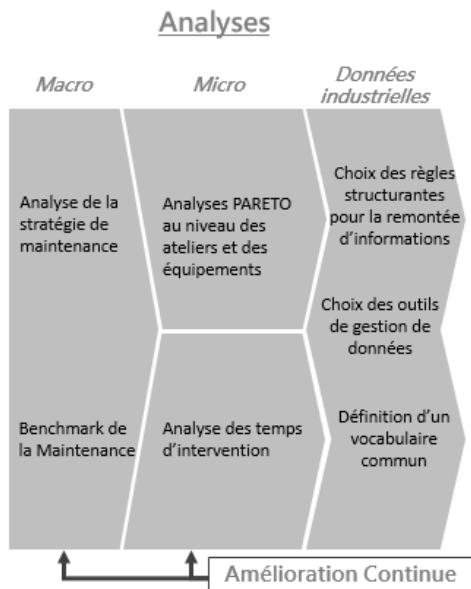 Analyses
Macro
Micro
Données
industrielles
Analyse de la
stratégie de
maintenance
Analyses PARETO
au niveau des
ateliers et des
équipements
Choix des règles
structurantes
pour la remontée
d'informations
Choix des outils
de gestion de
données
Benchmark de
la Maintenance
Analyse des temps
d'intervention
Définition d'un
vocabulaire
commun
Amélioration Continue